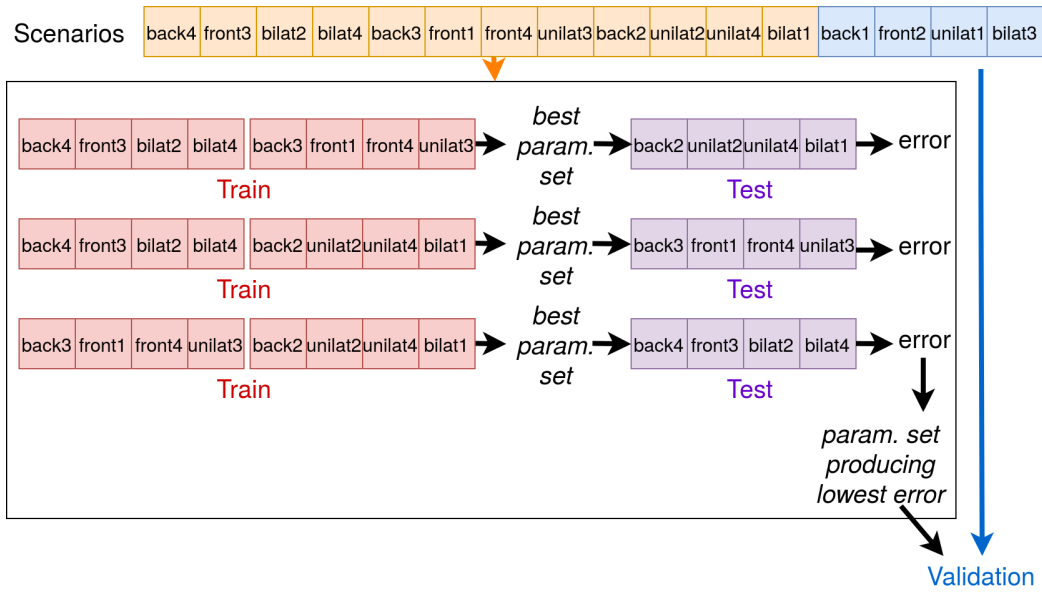 Scenarios back4 front3 bilat2 bilat4 back3 front1 front4 unilat3 back2 unilat2 unilat4 bilat1 back1 front2 unilat1 bilat3
back4 front3 bilat2 bilat4 back3 front1 front4 unilat3
best
param.
set
back2 unilat2 unilat4 bilat1
error
Train
Test
back4 front3 bilat2 bilat4 back2 unilat2 unilat4 bilat1
best
param.
set
back3 front1 front4 unilat3
error
Train
Test
back3 front1 front4 unilat3 back2 unilat2 unilat4 bilat1
best
param.
set
back4 front3 bilat2 bilat4
error
Train
Test
param. set
producing
lowest error
Validation